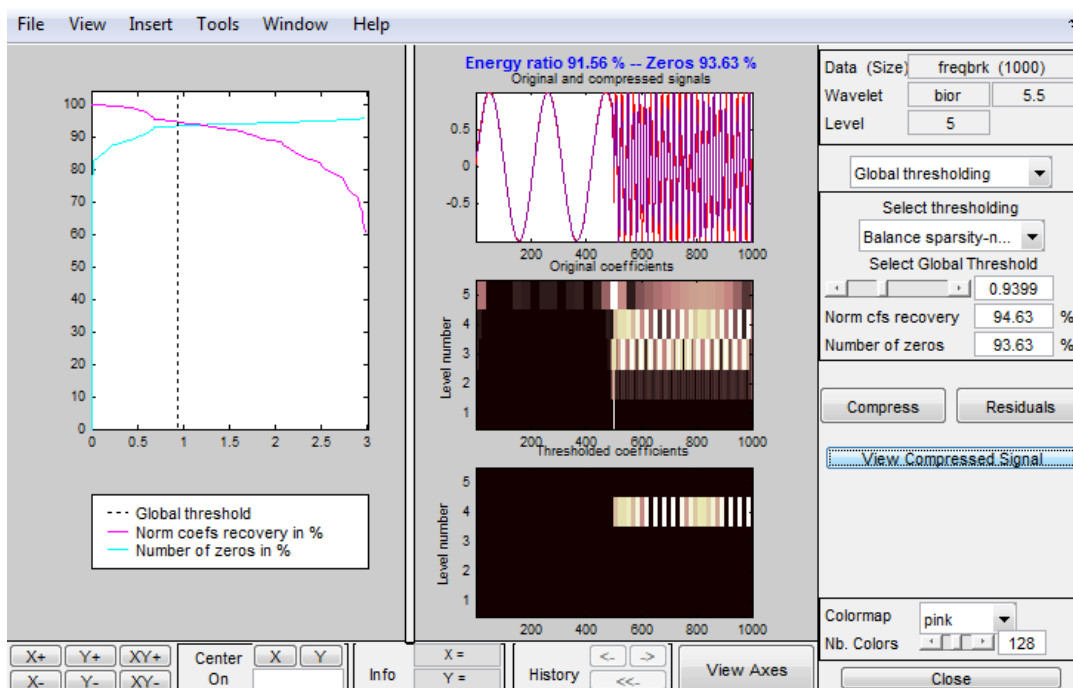 File View Insert Tools Window Help
100
90
80
70
60
50
40
30
20
10
0
0 0.5 1 1.5 2 2.5 3
Global threshold
Norm coefs recovery in %
Number of zeros in %
Energy ratio 91.56 % -- Zeros 93.63 %
Original and compressed signals
0.5
0
-0.5
200 400 600 800 1000
Original coefficients
Level number
5
4
3
2
1
200 400 600 800 1000
Thresholded coefficients
Level number
5
4
3
2
1
200 400 600 800 1000
Data (Size) freqbrk (1000)
Wavelet bior 5.5
Level 5
Global thresholding
Select thresholding
Balance sparsity-n...
Select Global Threshold
0.9399
Norm cfs recovery 94.63 %
Number of zeros 93.63 %
Compress Residuals
View Compressed Signal
Colormap pink
Nb. Colors 128
Close
X+ Y+ XY+
X- Y- XY-
Center On X Y
Info X =
Y =
History <- ->
<<-
View Axes